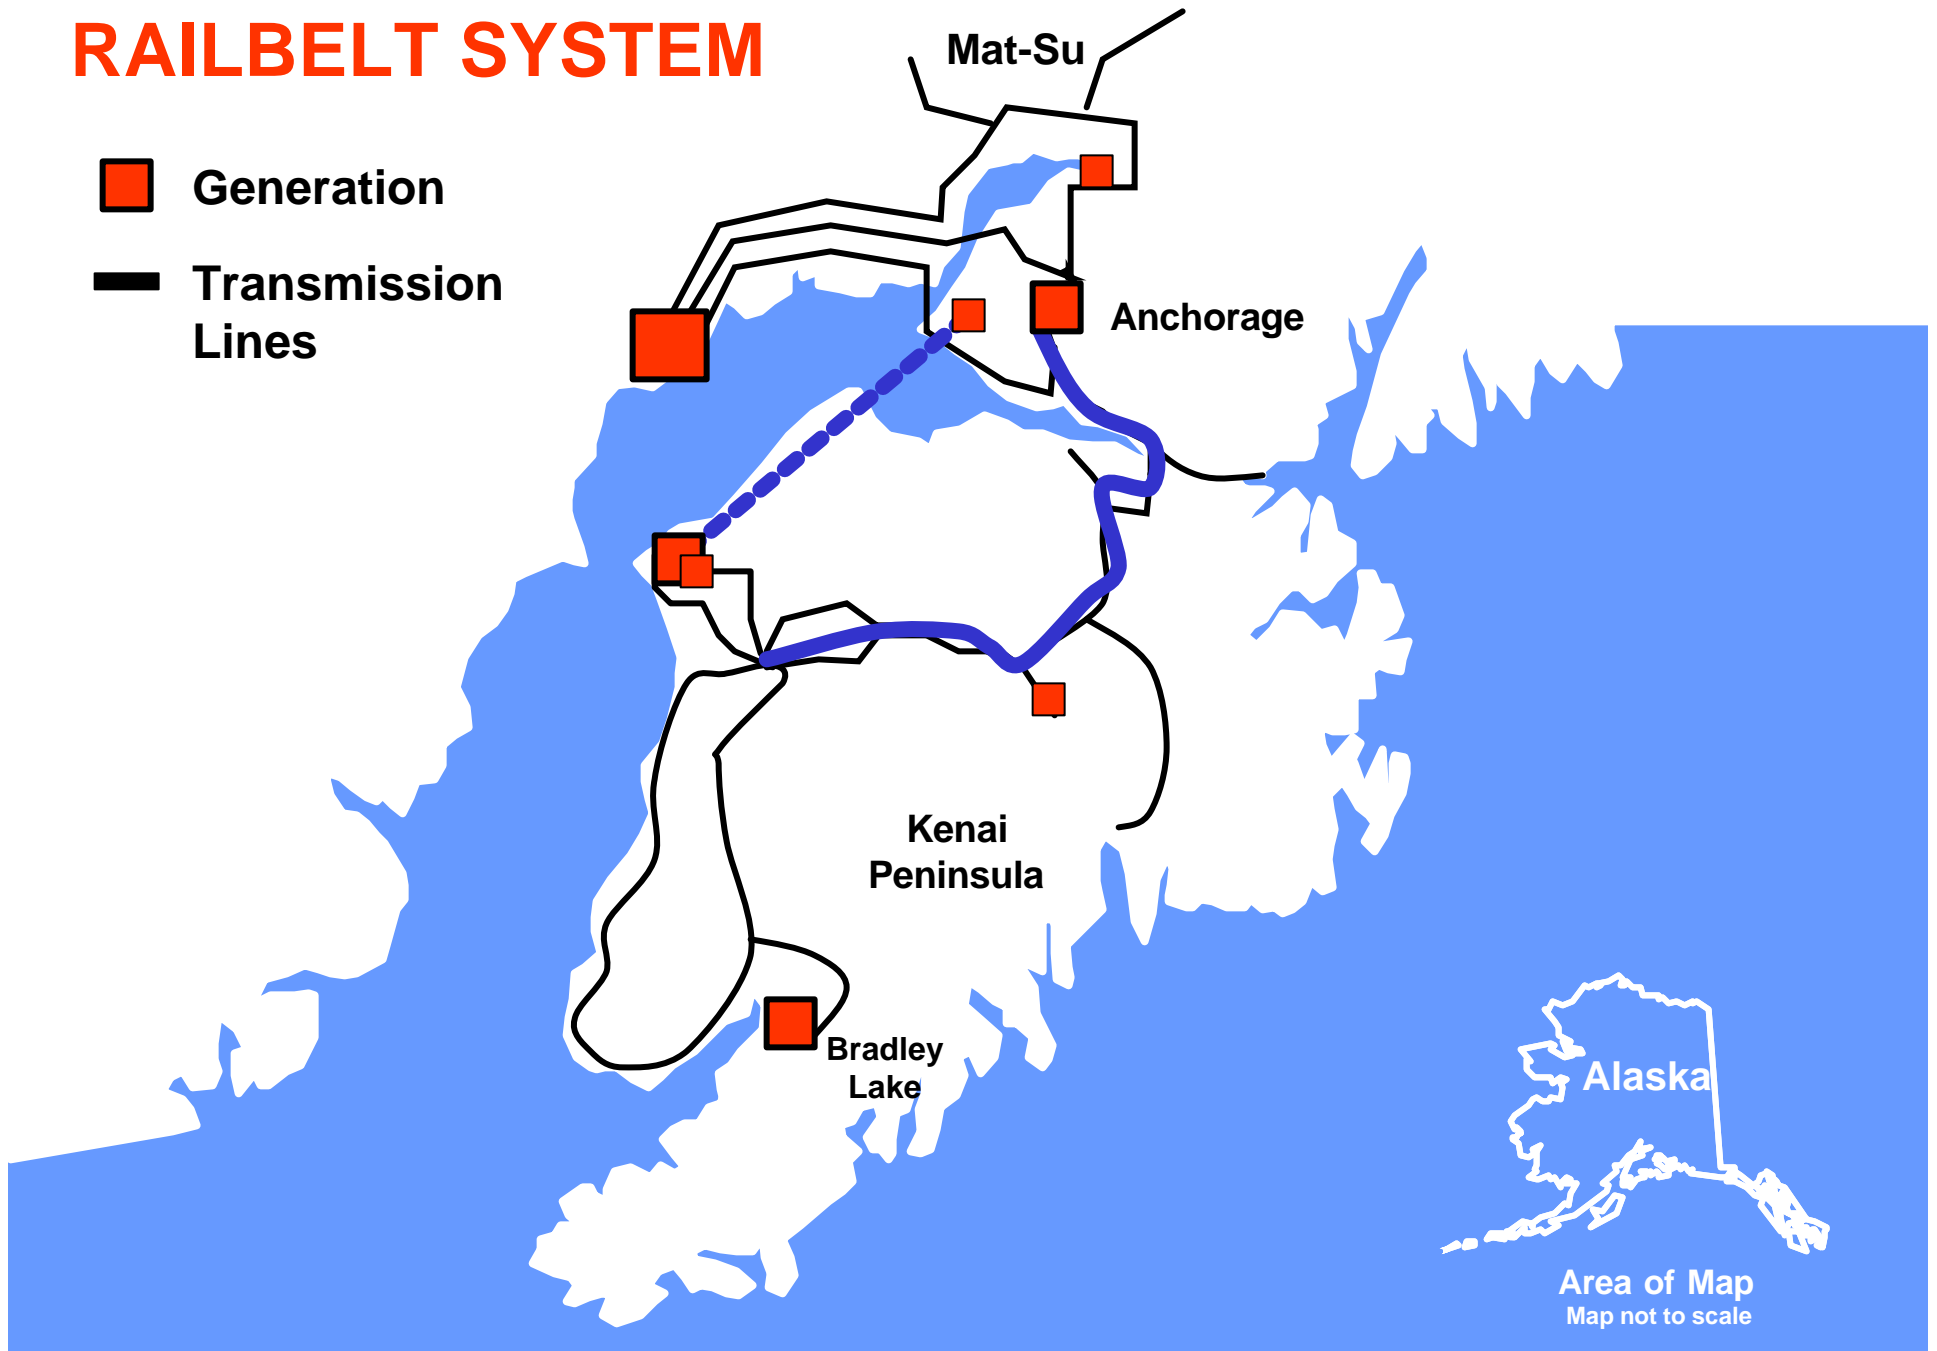 RAILBELT SYSTEM
Mat-Su
Generation
Transmission
Lines
Anchorage
Kenai
Peninsula
Bradley
Lake
Alaska
Area of Map
Map not to scale